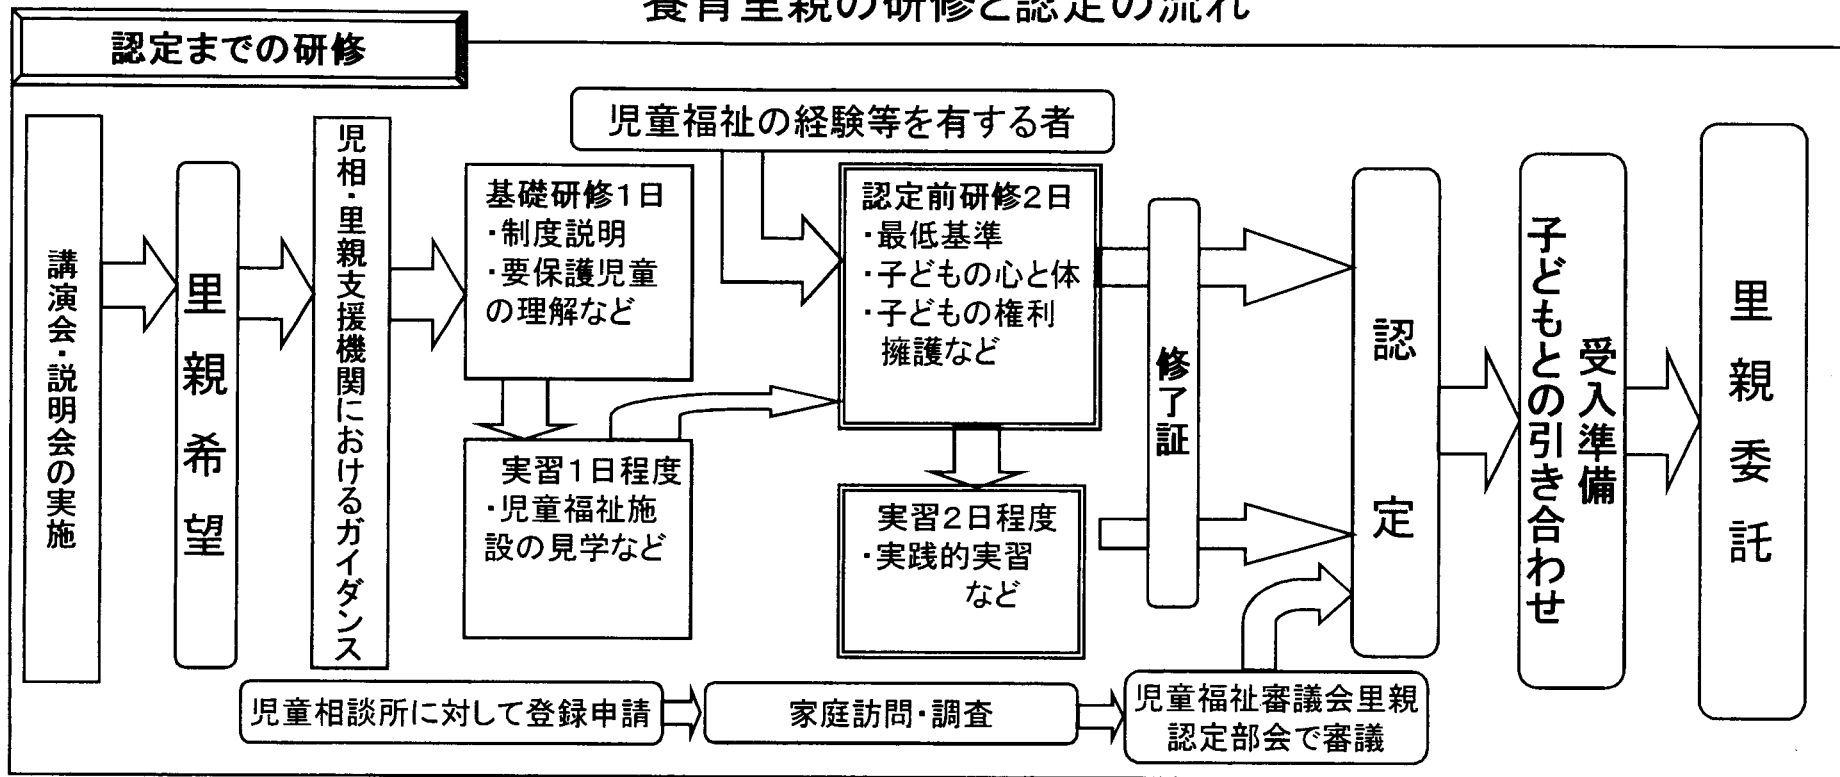 養育里親の研修と認定の流れ
認定までの研修
講演会・説明会の実施
里親希望
児相・里親支援機関におけるガイダンス
基礎研修1日
・制度説明
・要保護児童
の理解など
実習1日程度
・児童福祉施
設の見学など
児童福祉の経験等を有する者
認定前研修2日
・最低基準
・子どもの心と体
・子どもの権利
擁護など
実習2日程度
・実践的実習
など
修了証
認定
受入準備
子どもとの引き合わせ
里親委託
児童相談所に対して登録申請
家庭訪問・調査
児童福祉審議会里親
認定部会で審議